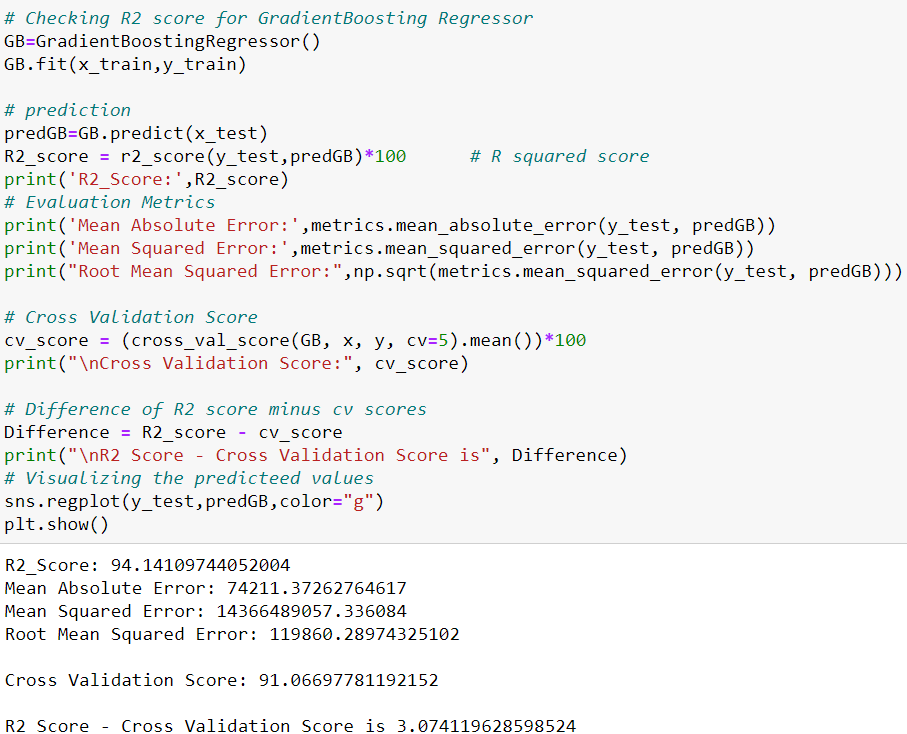 # Checking R2 score for GradientBoosting Regressor
GB=GradientBoostingRegressor()
GB.fit(x_train,y_train)
# prediction
predGB=GB.predict(x_test)
R2_score = r2_score(y_test,predGB)*100      # R squared score
print('R2_Score:',R2_score)
# Evaluation Metrics
print('Mean Absolute Error:',metrics.mean_absolute_error(y_test, predGB))
print('Mean Squared Error:',metrics.mean_squared_error(y_test, predGB))
print("Root Mean Squared Error:",np.sqrt(metrics.mean_squared_error(y_test, predGB)))
# Cross Validation Score
cv_score = (cross_val_score(GB, x, y, cv=5).mean())*100
print("\nCross Validation Score:", cv_score)
# Difference of R2 score minus cv scores
Difference = R2_score - cv_score
print("\nR2 Score - Cross Validation Score is", Difference)
# Visualizing the predicteed values
sns.regplot(y_test,predGB,color="g")
plt.show()
R2_Score: 94.14109744052004
Mean Absolute Error: 74211.37262764617
Mean Squared Error: 14366489057.336084
Root Mean Squared Error: 119860.28974325102
Cross Validation Score: 91.06697781192152
R2 Score - Cross Validation Score is 3.074119628598524